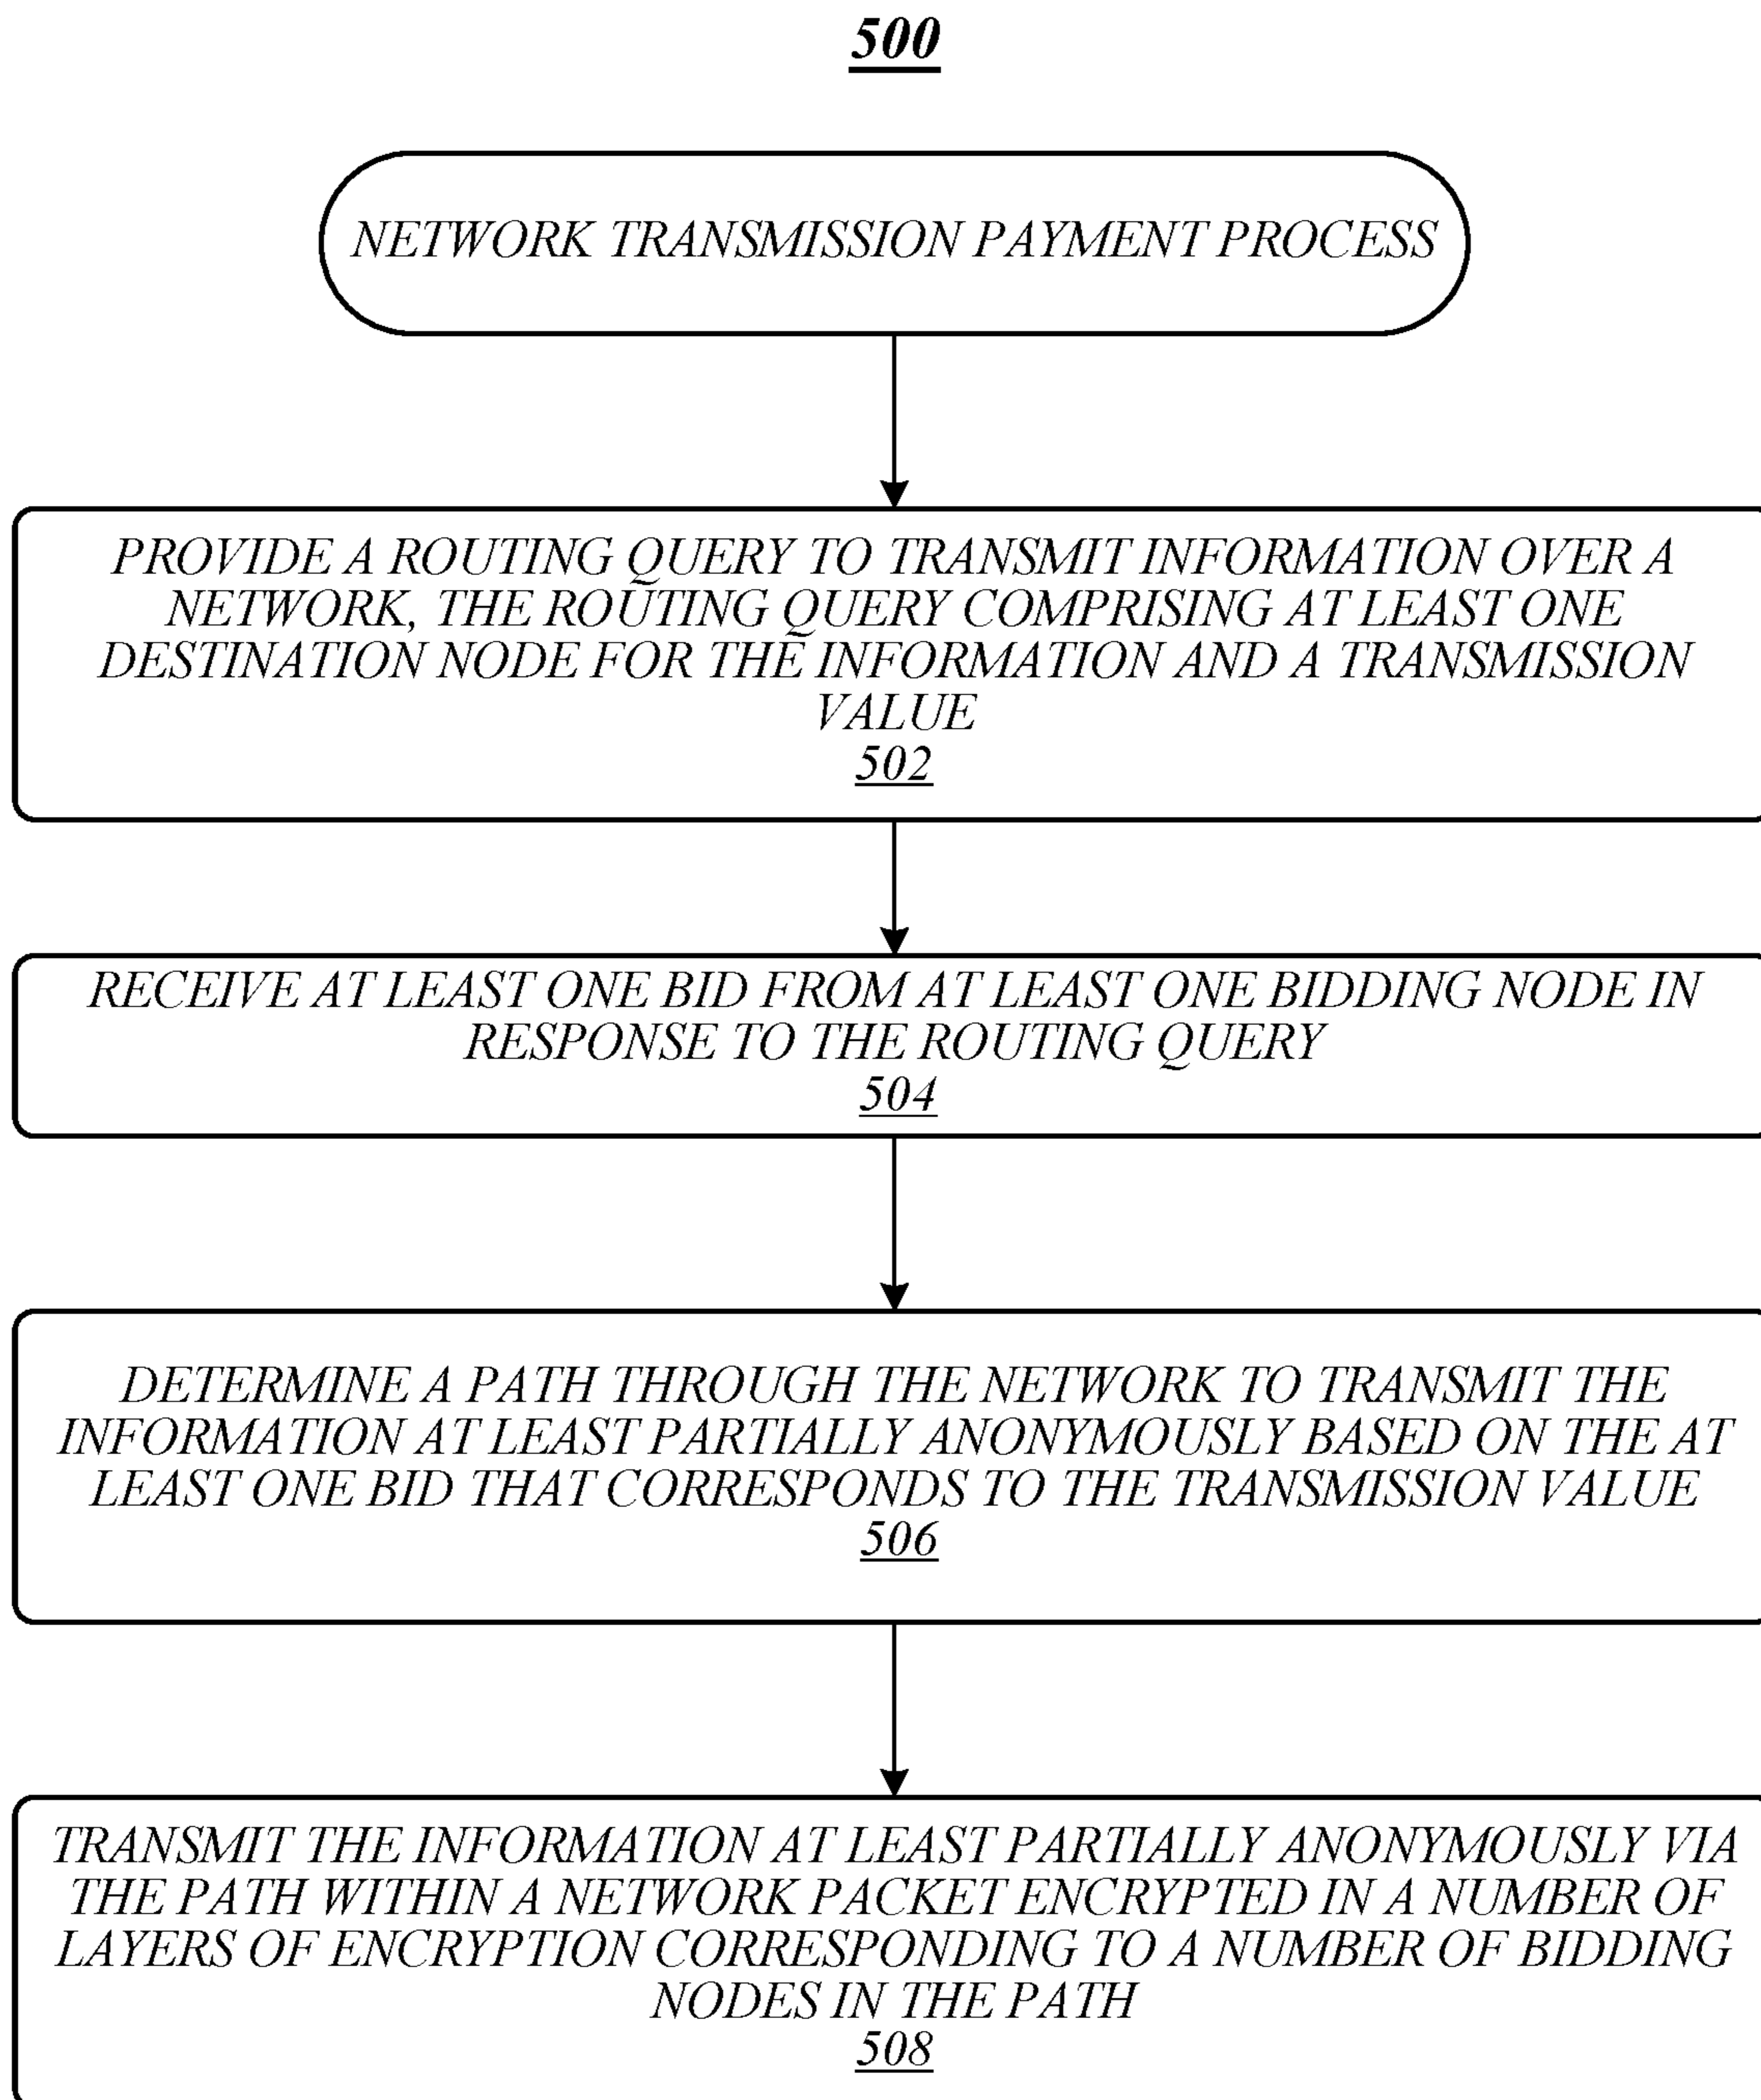 500
NETWORK TRANSMISSION PAYMENT PROCESS
PROVIDE A ROUTING QUERY TO TRANSMIT INFORMATION OVER A
NETWORK, THE ROUTING QUERY COMPRISING AT LEAST ONE
DESTINATION NODE FOR THE INFORMATION AND A TRANSMISSION
VALUE
502
RECEIVE AT LEAST ONE BID FROM AT LEAST ONE BIDDING NODE IN
RESPONSE TO THE ROUTING QUERY
504
DETERMINE A PATH THROUGH THE NETWORK TO TRANSMIT THE
INFORMATION AT LEAST PARTIALLY ANONYMOUSLY BASED ON THE AT
LEAST ONE BID THAT CORRESPONDS TO THE TRANSMISSION VALUE
506
TRANSMIT THE INFORMATION AT LEAST PARTIALLY ANONYMOUSLY VIA
THE PATH WITHIN A NETWORK PACKET ENCRYPTED IN A NUMBER OF
LAYERS OF ENCRYPTION CORRESPONDING TO A NUMBER OF BIDDING
NODES IN THE PATH
508